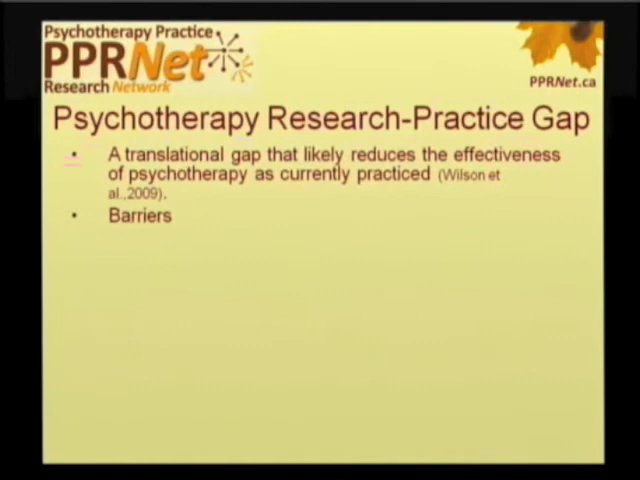 Psychotherapy Practice
PPRNet
Research Network
PPRNet.ca
Psychotherapy Research-Practice Gap
• A translational gap that likely reduces the effectiveness
of psychotherapy as currently practiced (Wilson et
al.,2009).
• Barriers